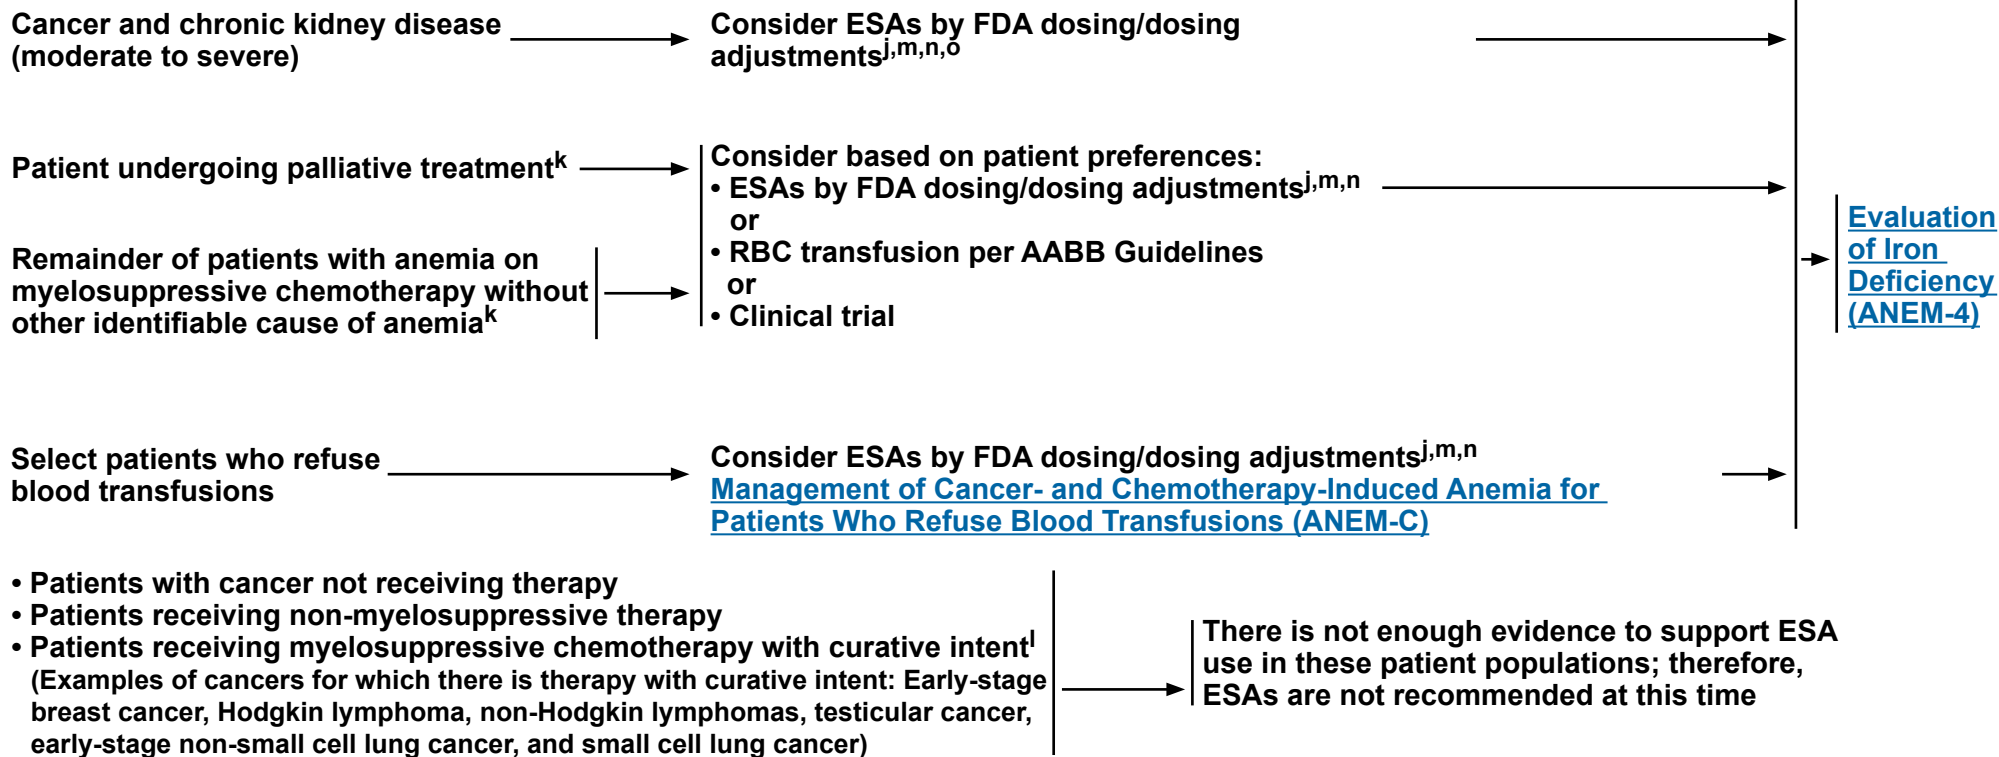 Cancer and chronic kidney disease
(moderate to severe)
Consider ESAs by FDA dosing/dosing
adjustmentsj,m,n,o
Patient undergoing palliative treatmentk
Remainder of patients with anemia on
myelosuppressive chemotherapy without
other identifiable cause of anemiak
Consider based on patient preferences:
• ESAs by FDA dosing/dosing adjustmentsj,m,n
or
• RBC transfusion per AABB Guidelines
or
• Clinical trial
Evaluation
of Iron
Deficiency
(ANEM-4)
Select patients who refuse
blood transfusions
Consider ESAs by FDA dosing/dosing adjustmentsj,m,n
Management of Cancer- and Chemotherapy-Induced Anemia for
Patients Who Refuse Blood Transfusions (ANEM-C)
• Patients with cancer not receiving therapy
• Patients receiving non-myelosuppressive therapy
• Patients receiving myelosuppressive chemotherapy with curative intentl
(Examples of cancers for which there is therapy with curative intent: Early-stage
breast cancer, Hodgkin lymphoma, non-Hodgkin lymphomas, testicular cancer,
early-stage non-small cell lung cancer, and small cell lung cancer)
There is not enough evidence to support ESA
use in these patient populations; therefore,
ESAs are not recommended at this time